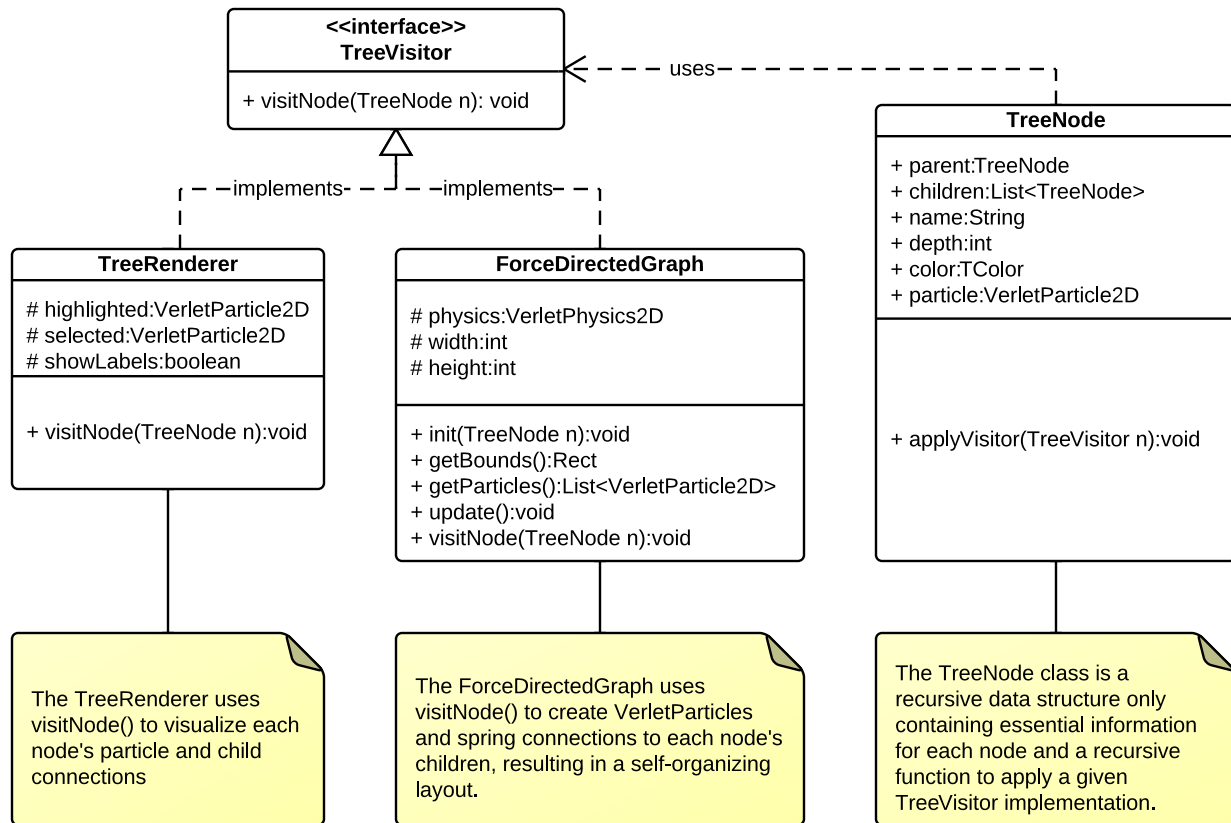 <<interface>>
TreeVisitor
+ visitNode(TreeNode n): void
uses
TreeNode
+ parent:TreeNode
+ children:List<TreeNode>
+ name:String
+ depth:int
+ color:TColor
+ particle:VerletParticle2D
+ applyVisitor(TreeVisitor n):void
implements
implements
TreeRenderer
# highlighted:VerletParticle2D
# selected:VerletParticle2D
# showLabels:boolean
+ visitNode(TreeNode n):void
ForceDirectedGraph
# physics:VerletPhysics2D
# width:int
# height:int
+ init(TreeNode n):void
+ getBounds():Rect
+ getParticles():List<VerletParticle2D>
+ update():void
+ visitNode(TreeNode n):void
The TreeRenderer uses
visitNode() to visualize each
node's particle and child
connections
The ForceDirectedGraph uses
visitNode() to create VerletParticles
and spring connections to each node's
children, resulting in a self-organizing
layout.
The TreeNode class is a
recursive data structure only
containing essential information
for each node and a recursive
function to apply a given
TreeVisitor implementation.